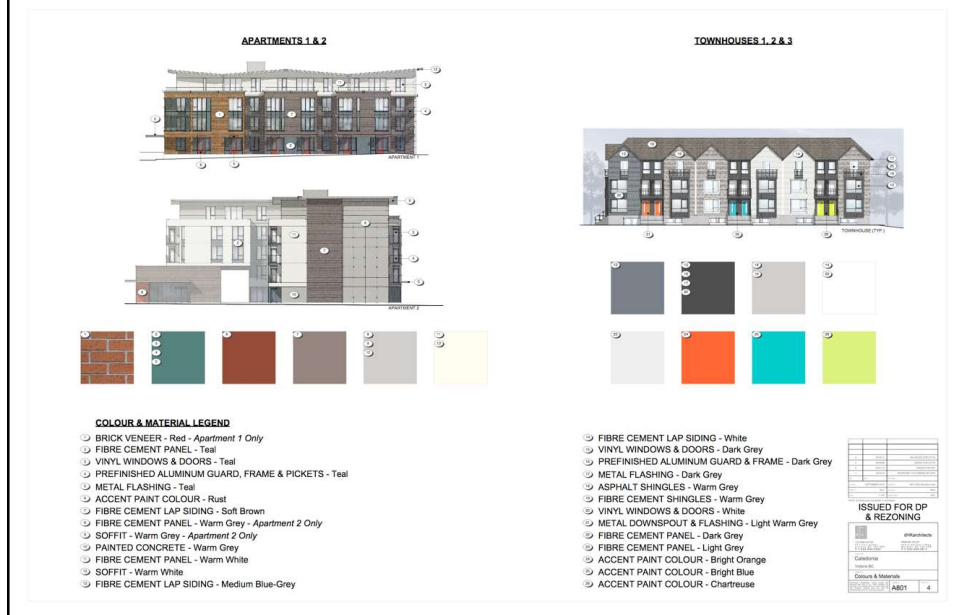 APARTMENTS 1 & 2
TOWNHOUSES 1, 2 & 3
APARTMENT 1
TOWNHOUSE (TYP.)
APARTMENT 2
COLOUR & MATERIAL LEGEND
BRICK VENEER - Red - Apartment 1 Only
FIBRE CEMENT PANEL - Teal
VINYL WINDOWS & DOORS - Teal
PREFINISHED ALUMINUM GUARD, FRAME & PICKETS - Teal
METAL FLASHING - Teal
ACCENT PAINT COLOUR - Rust
FIBRE CEMENT LAP SIDING - Soft Brown
FIBRE CEMENT PANEL - Warm Grey - Apartment 2 Only
SOFFIT - Warm Grey - Apartment 2 Only
PAINTED CONCRETE - Warm Grey
FIBRE CEMENT PANEL - Warm White
SOFFIT - Warm White
FIBRE CEMENT LAP SIDING - Medium Blue-Grey
FIBRE CEMENT LAP SIDING - White
VINYL WINDOWS & DOORS - Dark Grey
PREFINISHED ALUMINUM GUARD & FRAME - Dark Grey
METAL FLASHING - Dark Grey
ASPHALT SHINGLES - Warm Grey
FIBRE CEMENT SHINGLES - Warm Grey
VINYL WINDOWS & DOORS - White
METAL DOWNSPOUT & FLASHING - Light Warm Grey
FIBRE CEMENT PANEL - Dark Grey
FIBRE CEMENT PANEL - Light Grey
ACCENT PAINT COLOUR - Bright Orange
ACCENT PAINT COLOUR - Bright Blue
ACCENT PAINT COLOUR - Chartreuse
ISSUED FOR DP
& REZONING
dHKarchitects
Caledonia
Victoria BC
Colours & Materials
A801
4